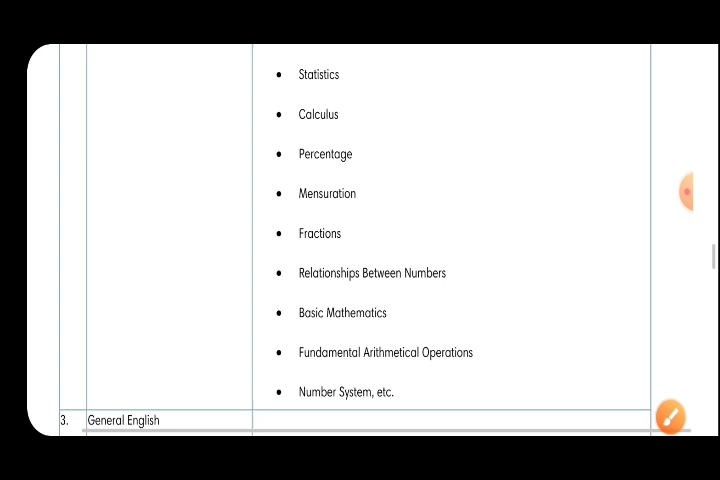 • Statistics
• Calculus
• Percentage
• Mensuration
• Fractions
• Relationships Between Numbers
• Basic Mathematics
• Fundamental Arithmetical Operations
• Number System, etc.
3. General English